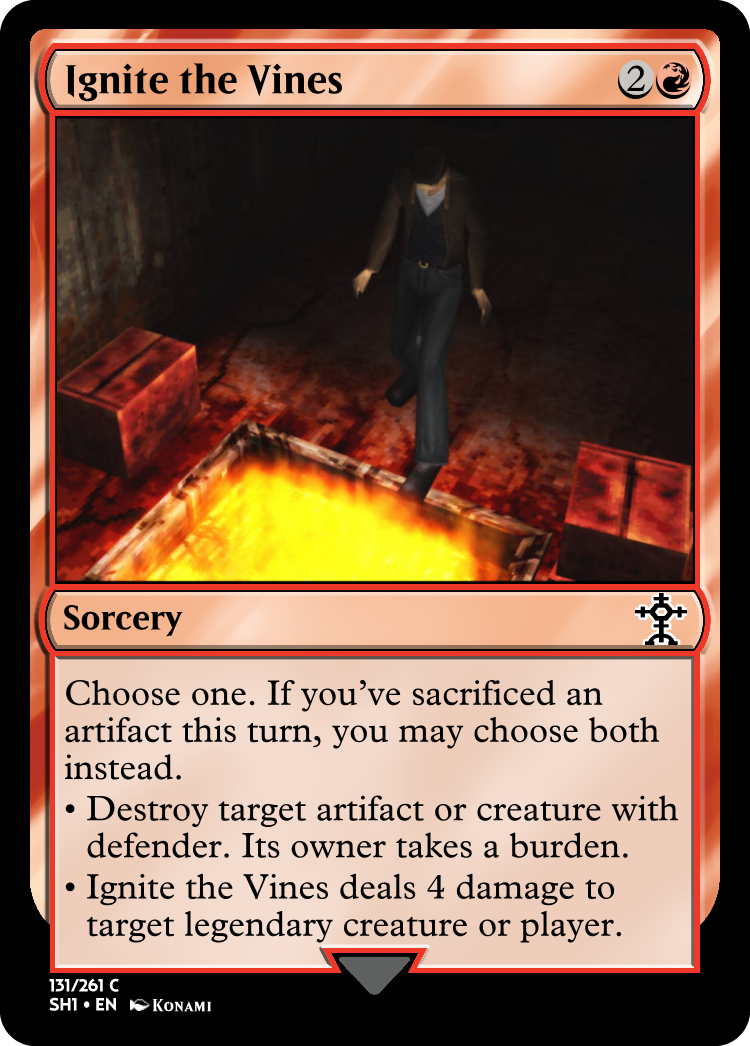 Ignite the Vines 2
Sorcery
Choose one. If you've sacrificed an
artifact this turn, you may choose both
instead.
• Destroy target artifact or creature with
defender. Its owner takes a burden.
• Ignite the Vines deals 4 damage to
target legendary creature or player.
131/261 C
SH1 • EN KONAMI